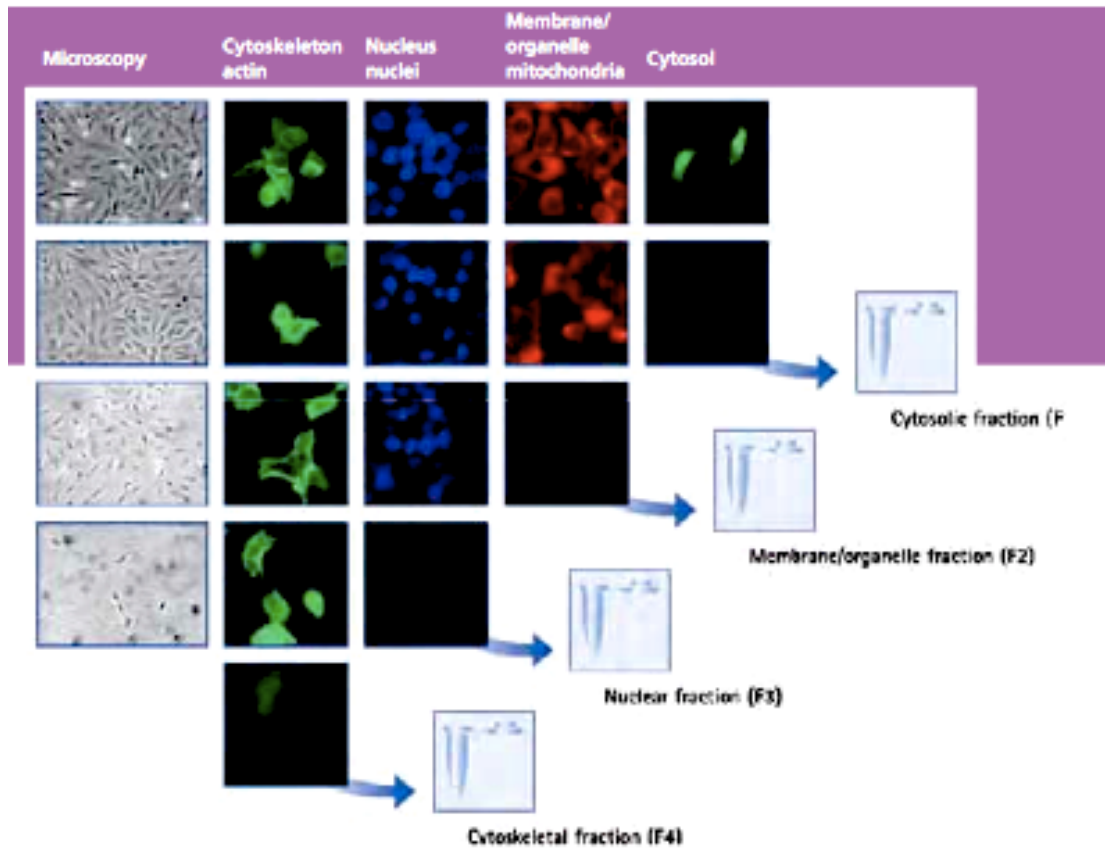 Microscopy
Cytoskeleton
actin
Nucleus
nuclei
Membrane/
organelle
mitochondria
Cytosol
Cytosolic fraction (F
Membrane/organelle fraction (F2)
Nuclear fraction (F3)
Cytoskeletal fraction (F4)